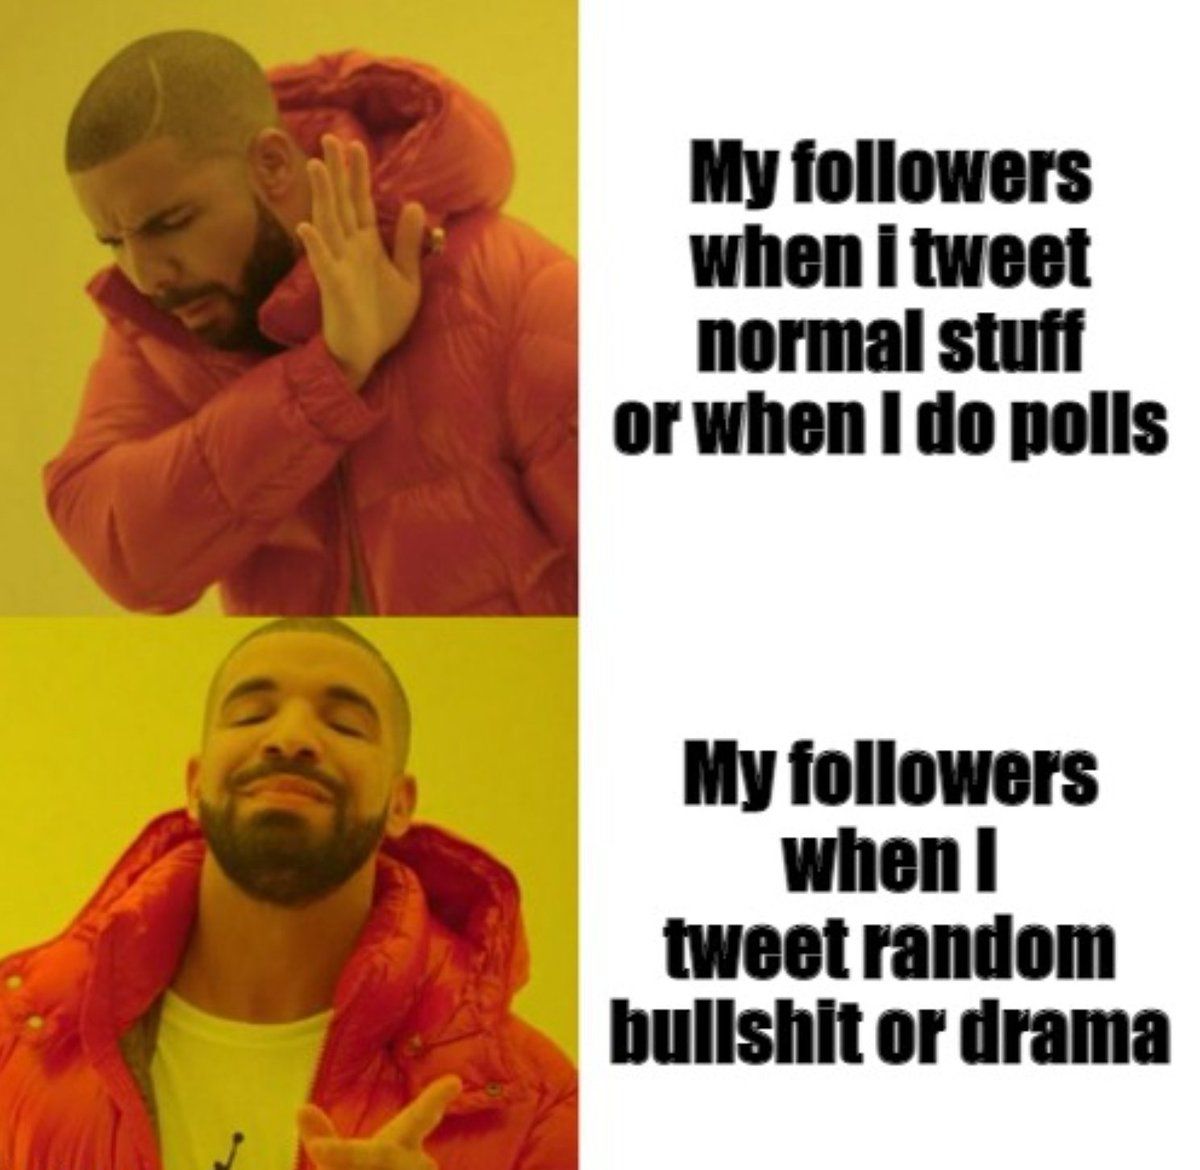 My followers
when i tweet
normal stuff
or when I do polls
My followers
when I
tweet random
bullshit or drama